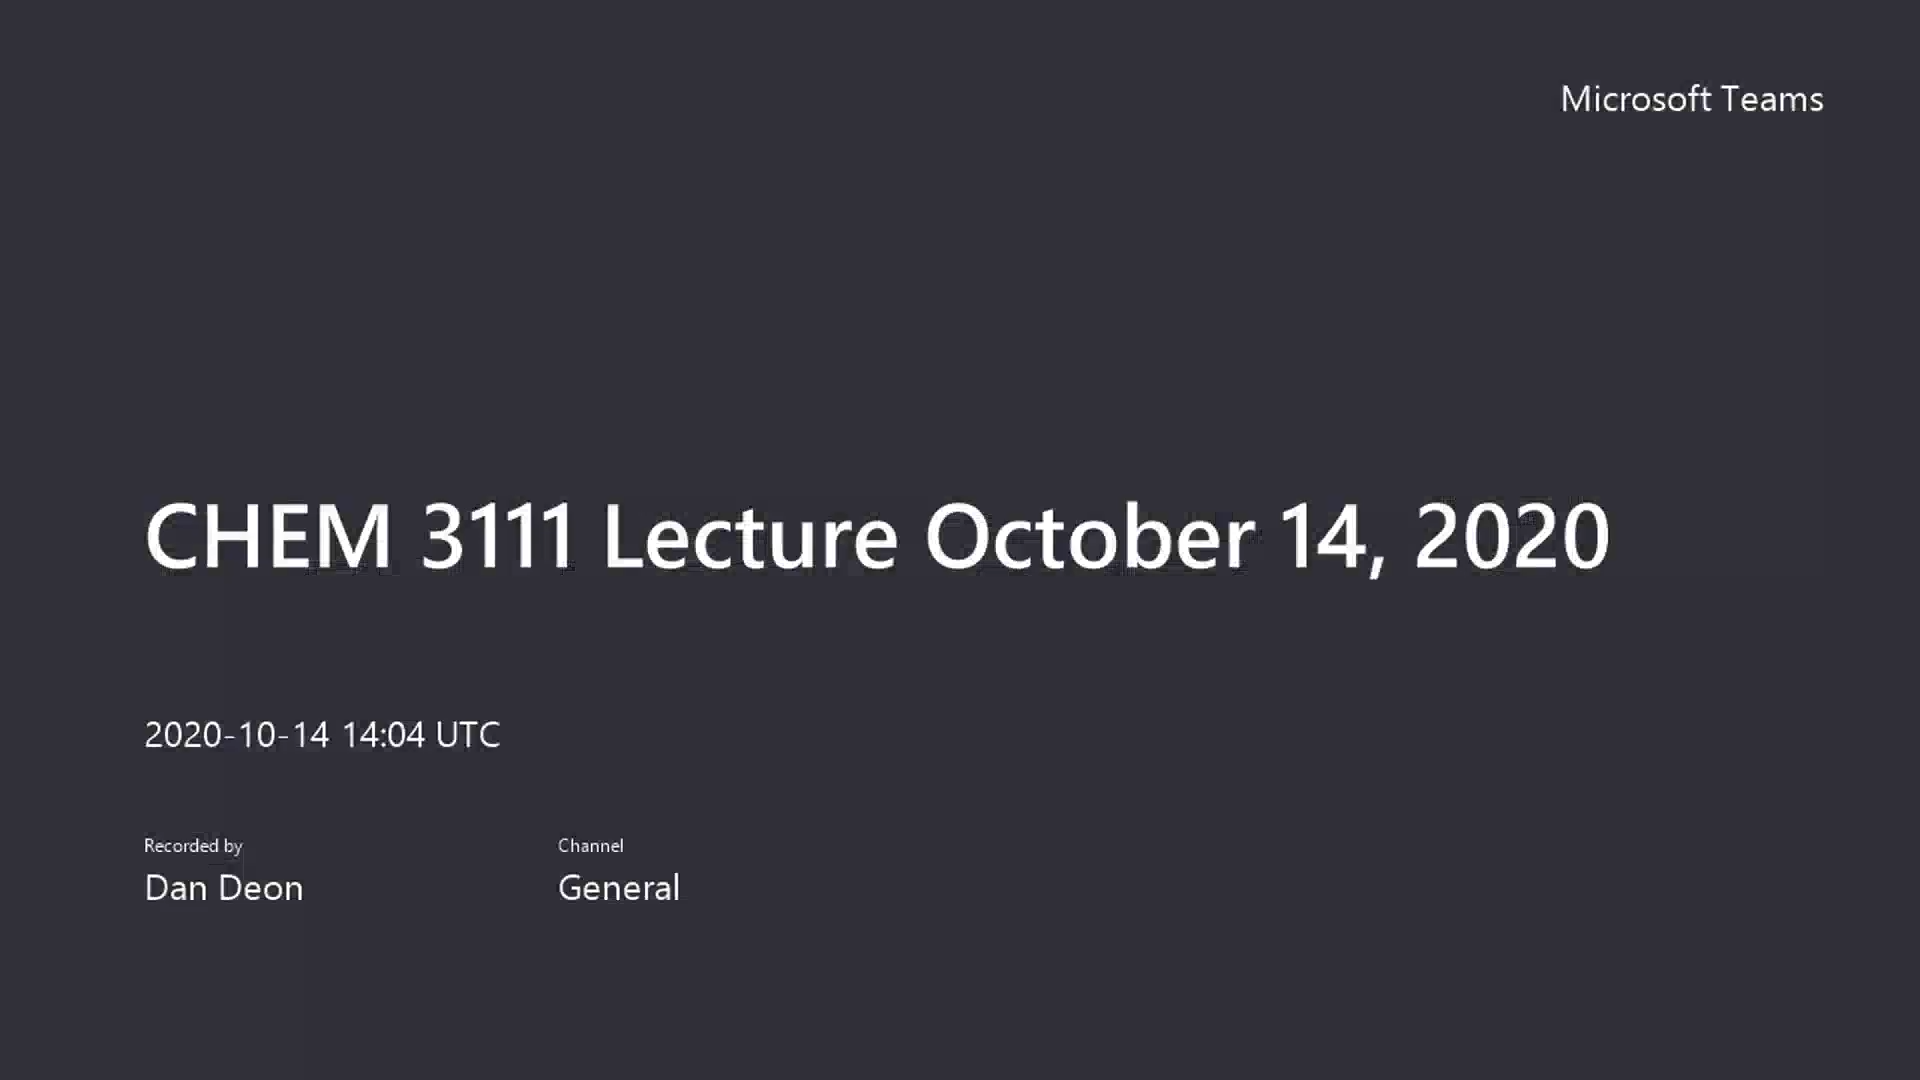 Microsoft Teams
CHEM 3111 Lecture October 14, 2020
2020-10-14 14:04 UTC
Recorded by
Dan Deon
Channel
General